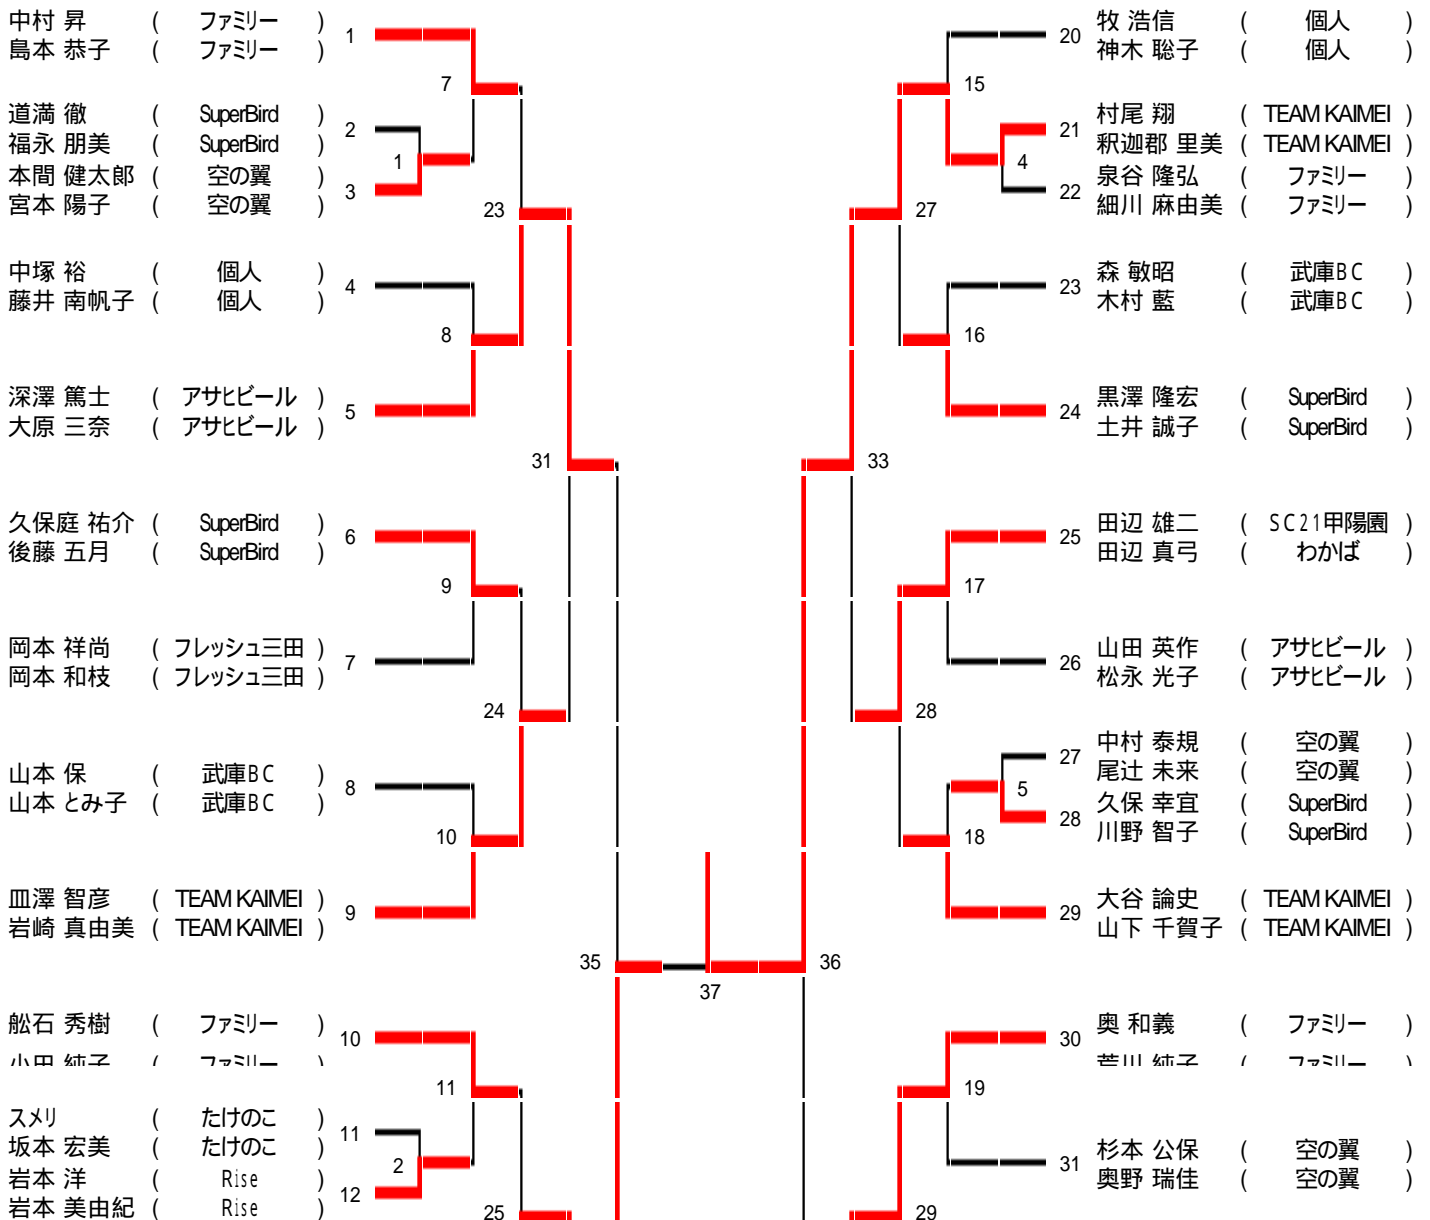 中村 昇 ( ファミリー ) 1
島本 恭子 ( ファミリー )
7
道満 徹 ( SuperBird ) 2
福永 朋美 ( SuperBird )
1
本間 健太郎 ( 空の翼 ) 3
宮本 陽子 ( 空の翼 )
23
中塚 裕 ( 個人 ) 4
藤井 南帆子 ( 個人 )
8
深澤 篤士 ( アサヒビール ) 5
大原 三奈 ( アサヒビール )
31
久保庭 祐介 ( SuperBird ) 6
後藤 五月 ( SuperBird )
9
岡本 祥尚 ( フレッシュ三田 ) 7
岡本 和枝 ( フレッシュ三田 )
24
山本 保 ( 武庫BC ) 8
山本 とみ子 ( 武庫BC )
10
皿澤 智彦 ( TEAM KAIMEI ) 9
岩崎 真由美 ( TEAM KAIMEI )
35
舩石 秀樹 ( ファミリー ) 10
小田 純子 ( ファミリー
11
スメリ ( たけのこ ) 11
坂本 宏美 ( たけのこ )
2
岩本 洋 ( Rise ) 12
岩本 美由紀 ( Rise )
25
37
20 牧 浩信 ( 個人 )
神木 聡子 ( 個人 )
15
21 村尾 翔 ( TEAM KAIMEI )
釈迦郡 里美 ( TEAM KAIMEI )
4
22 泉谷 隆弘 ( ファミリー )
細川 麻由美 ( ファミリー )
27
23 森 敏昭 ( 武庫BC )
木村 藍 ( 武庫BC )
16
24 黒澤 隆宏 ( SuperBird )
土井 誠子 ( SuperBird )
33
25 田辺 雄二 ( SC21甲陽園 )
田辺 真弓 ( わかば )
17
26 山田 英作 ( アサヒビール )
松永 光子 ( アサヒビール )
28
27 中村 泰規 ( 空の翼 )
尾辻 未来 ( 空の翼 )
5
28 久保 幸宜 ( SuperBird )
川野 智子 ( SuperBird )
18
29 大谷 論史 ( TEAM KAIMEI )
山下 千賀子 ( TEAM KAIMEI )
36
30 奥 和義 ( ファミリー )
荒川 純子 ( ファミリー )
19
31 杉本 公保 ( 空の翼 )
奥野 瑞佳 ( 空の翼 )
29